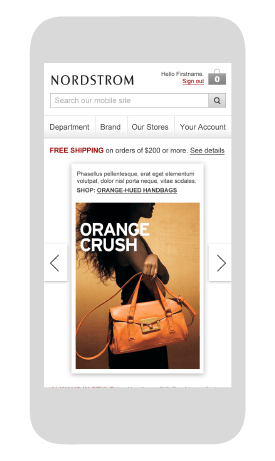 Hello Firstname.
NORDSTROM
Sign out
0
Search our mobile site
Department
Brand
Our Stores
Your Account
FREE SHIPPING on orders of $200 or more. See details
Phasellus pellentesque, erat eget elementum
volutpat, dolor nisl porta neque, vitae sodales.
SHOP: ORANGE-HUED HANDBAGS
ORANGE
CRUSH